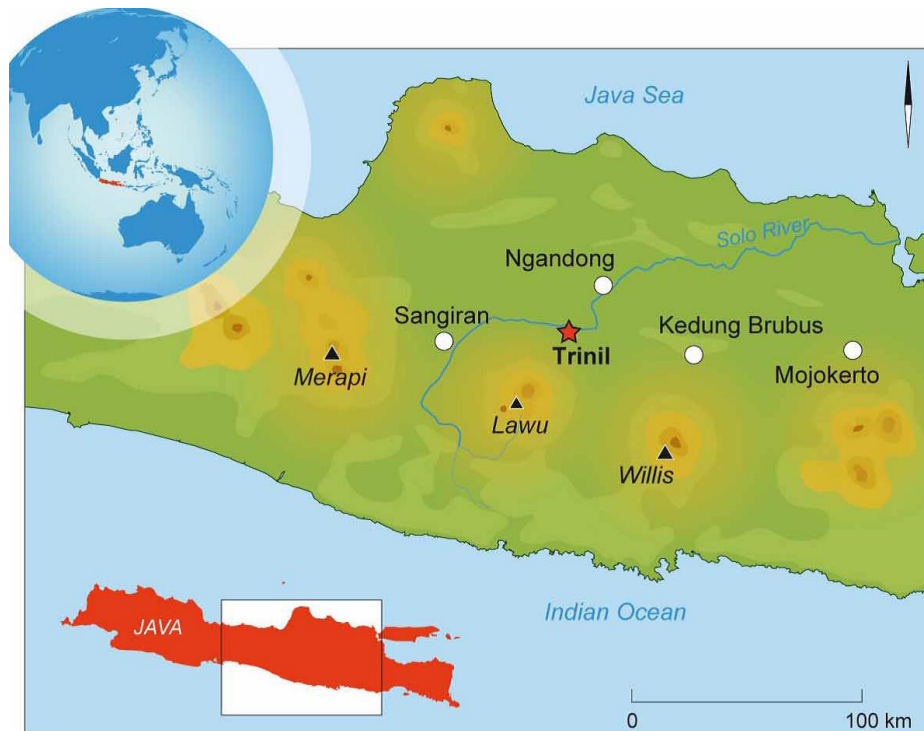 Java Sea
Solo River
Ngandong
Sangiran
Trinil
Kedung Brubus
Merapi
Mojokerto
Lawu
Willis
JAVA
Indian Ocean
0 100 km